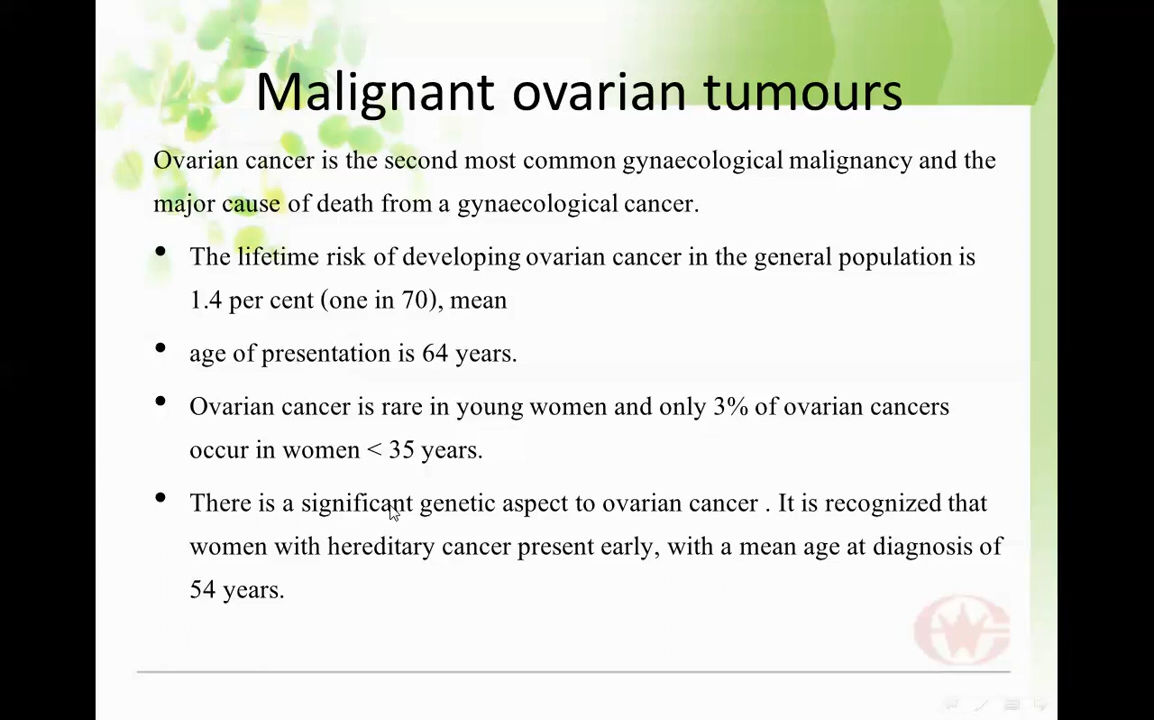 Malignant ovarian tumours
Ovarian cancer is the second most common gynaecological malignancy and the
major cause of death from a gynaecological cancer.
• The lifetime risk of developing ovarian cancer in the general population is
1.4 per cent (one in 70), mean
• age of presentation is 64 years.
• Ovarian cancer is rare in young women and only 3% of ovarian cancers
occur in women < 35 years.
• There is a significant genetic aspect to ovarian cancer . It is recognized that
women with hereditary cancer present early, with a mean age at diagnosis of
54 years.